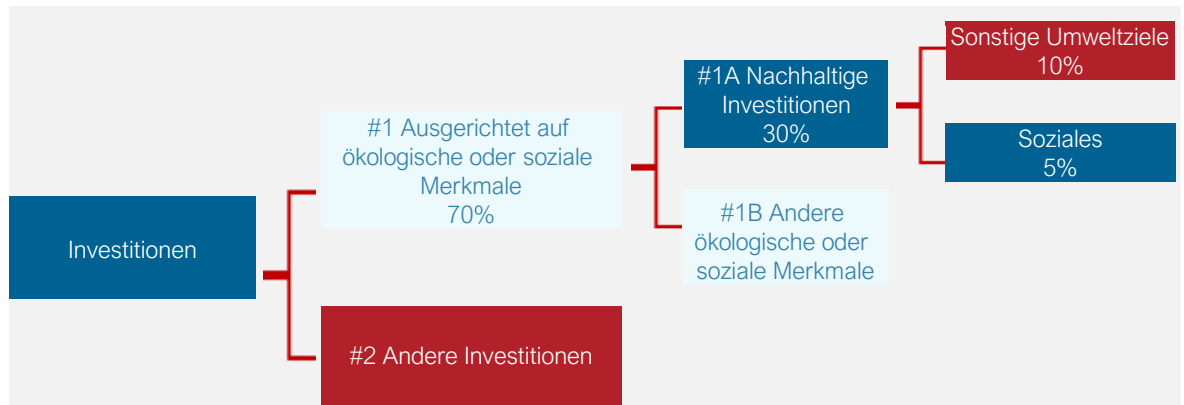 Investitionen
#1 Ausgerichtet auf
ökologische oder soziale
Merkmale
70%
#2 Andere Investitionen
#1A Nachhaltige
Investitionen
30%
#1B Andere
ökologische oder
soziale Merkmale
Sonstige Umweltziele
10%
Soziales
5%